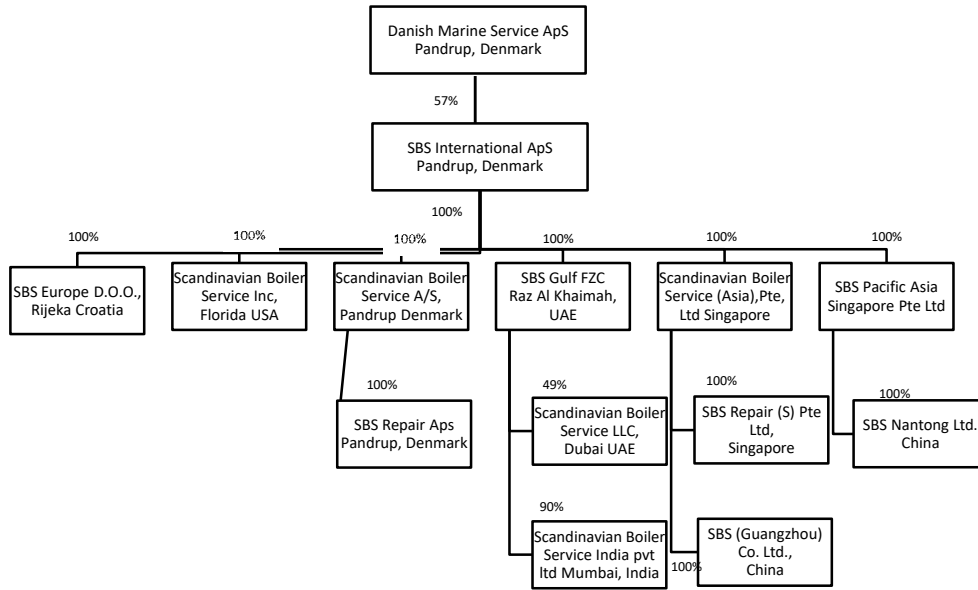 Danish Marine Service ApS
Pandrup, Denmark
57%
SBS International ApS
Pandrup, Denmark
100%
100%
100%
100%
100%
100%
100%
SBS Europe D.O.O.,
Rijeka Croatia
Scandinavian Boiler
Service Inc,
Florida USA
Scandinavian Boiler
Service A/S,
Pandrup Denmark
SBS Gulf FZC
Raz Al Khaimah,
UAE
Scandinavian Boiler
Service (Asia),Pte,
Ltd Singapore
SBS Pacific Asia
Singapore Pte Ltd
100%
SBS Repair Aps
Pandrup, Denmark
49%
Scandinavian Boiler
Service LLC,
Dubai UAE
100%
SBS Repair (S) Pte
Ltd,
Singapore
100%
SBS Nantong Ltd.
China
90%
Scandinavian Boiler
Service India pvt
ltd Mumbai, India
100%
SBS (Guangzhou)
Co. Ltd.,
China